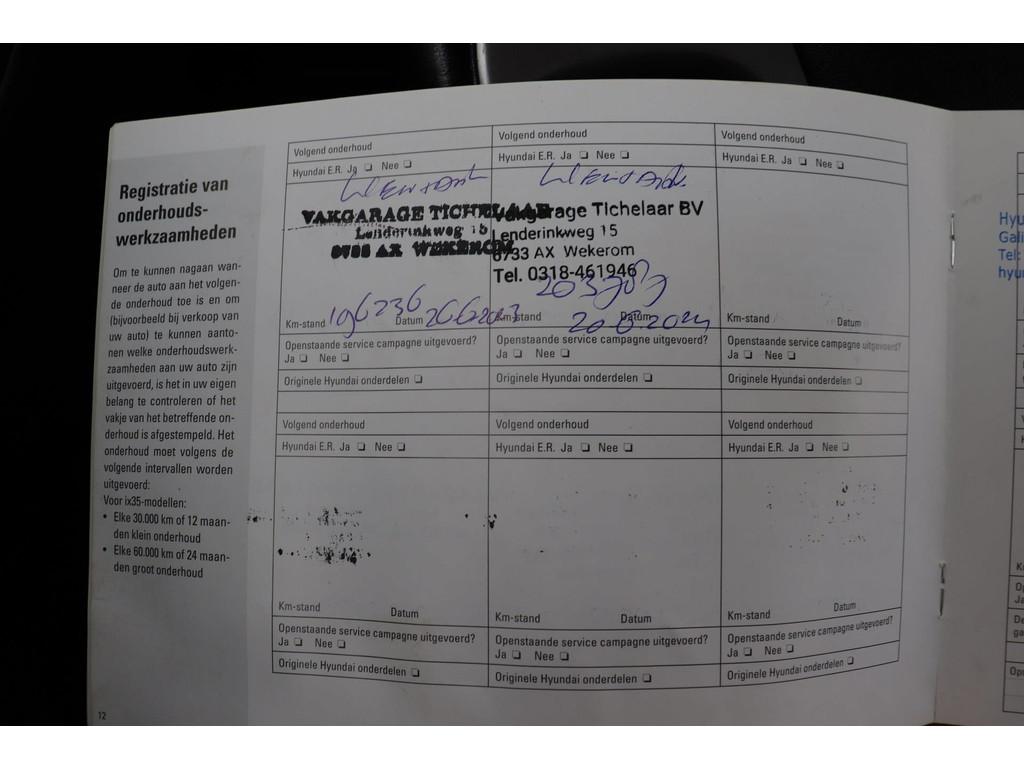 Registratie van
onderhouds-
werkzaamheden
Om te kunnen nagaan wan-
neer de auto aan het volgen-
de onderhoud toe is en om
(bijvoorbeeld bij verkoop van
uw auto) te kunnen aanto-
nen welke onderhoudswerk-
zaamheden aan uw auto zijn
uitgevoerd, is het in uw eigen
belang te controleren of het
vakje van het betreffende on-
derhoud is afgestempeld. Het
onderhoud moet volgens de
volgende intervallen worden
uitgevoerd:
Voor ix35-modellen:
• Elke 30.000 km of 12 maan-
den klein onderhoud
• Elke 60.000 km of 24 maan-
den groot onderhoud
12
Volgend onderhoud
Hyundai E.R. Ja ❏ Nee ❏
VAKGARAGE TICHELAAR
Lenderinkweg 15
6733 AX WEKEROM
Km-stand 196236 Datum
Openstaande service campagne uitgevoerd?
Ja ❏ Nee ❏
Originele Hyundai onderdelen ❏
Volgend onderhoud
Hyundai E.R. Ja ❏ Nee ❏
Vakgarage Tichelaar BV
Lenderinkweg 15
6733 AX Wekerom
Tel. 0318-461946
Km-stand Datum
Openstaande service campagne uitgevoerd?
Ja ❏ Nee ❏
Originele Hyundai onderdelen ❏
Volgend onderhoud
Hyundai E.R. Ja ❏ Nee ❏
Km-stand Datum
Openstaande service campagne uitgevoerd?
Ja ❏ Nee ❏
Originele Hyundai onderdelen ❏
Volgend onderhoud
Hyundai E.R. Ja ❏ Nee ❏
Km-stand Datum
Openstaande service campagne uitgevoerd?
Ja ❏ Nee ❏
Originele Hyundai onderdelen ❏
Volgend onderhoud
Hyundai E.R. Ja ❏ Nee ❏
Km-stand Datum
Openstaande service campagne uitgevoerd?
Ja ❏ Nee ❏
Originele Hyundai onderdelen ❏
Volgend onderhoud
Hyundai E.R. Ja ❏ Nee ❏
Km-stand Datum
Openstaande service campagne uitgevoerd?
Ja ❏ Nee ❏
Originele Hyundai onderdelen ❏
Tel: